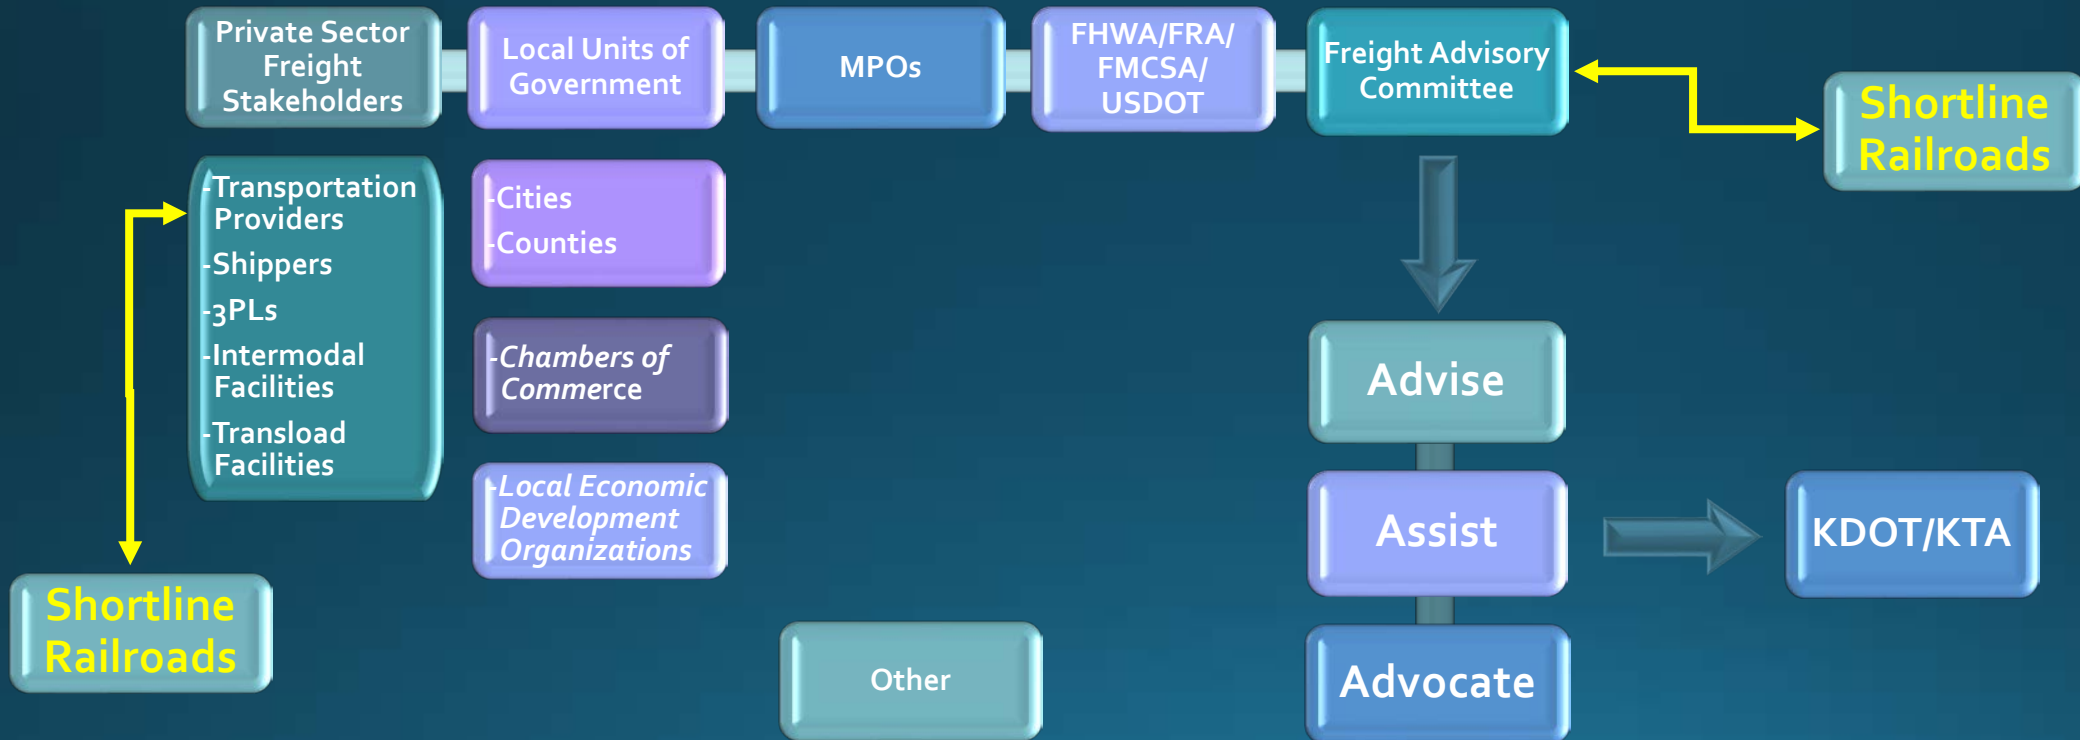 Private Sector
Freight
Stakeholders
Local Units of
Government
MPOs
FHWA/FRA/
FMCSA/
USDOT
Freight Advisory
Committee
Shortline
Railroads
-Transportation
Providers
-Shippers
-3PLs
-Intermodal
Facilities
-Transload
Facilities
-Cities
-Counties
-Chambers of
Commerce
-Local Economic
Development
Organizations
Shortline
Railroads
Other
Advise
Assist
Advocate
KDOT/KTA